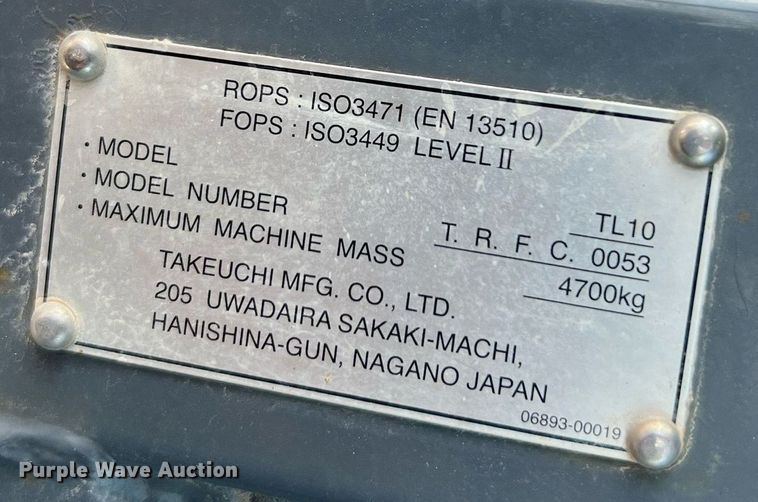 ROPS : ISO3471 (EN 13510)
FOPS : ISO3449 LEVEL II
· MODEL TL10
· MODEL NUMBER T. R. F. C. 0053
· MAXIMUM MACHINE MASS 4700kg
TAKEUCHI MFG. CO., LTD.
205 UWADAIRA SAKAKI-MACHI,
HANISHINA-GUN, NAGANO JAPAN
06893-00019
Purple Wave Auction